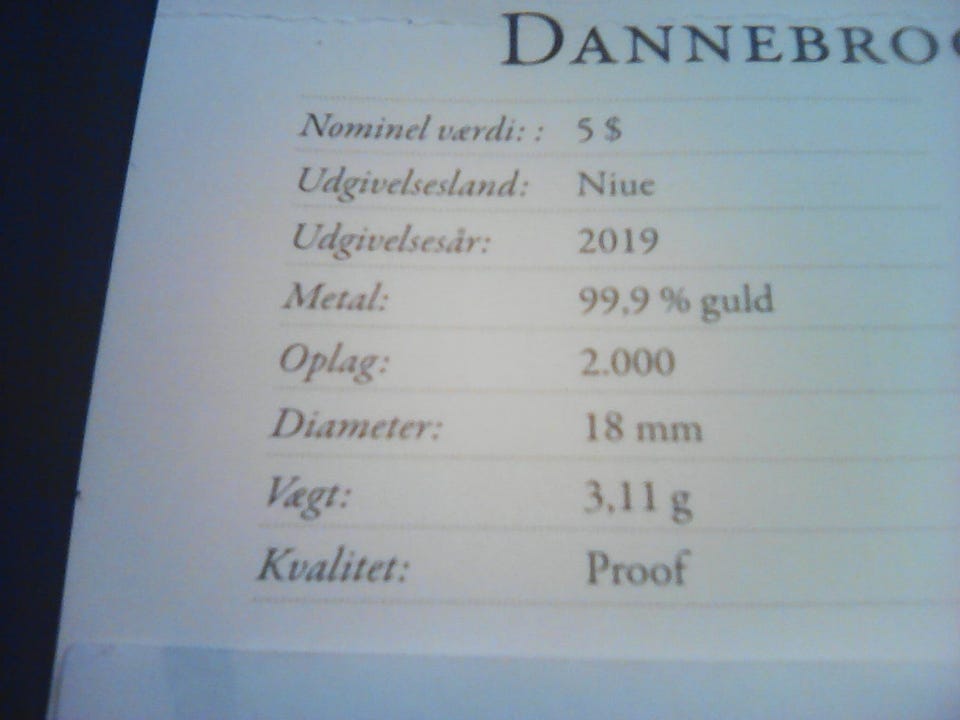 DANNEBRO
Nominel værdi: : 5 $
Udgivelsesland: Niue
Udgivelsesår: 2019
Metal: 99,9 % guld
Oplag: 2.000
Diameter: 18 mm
Vægt: 3,11 g
Kvalitet: Proof